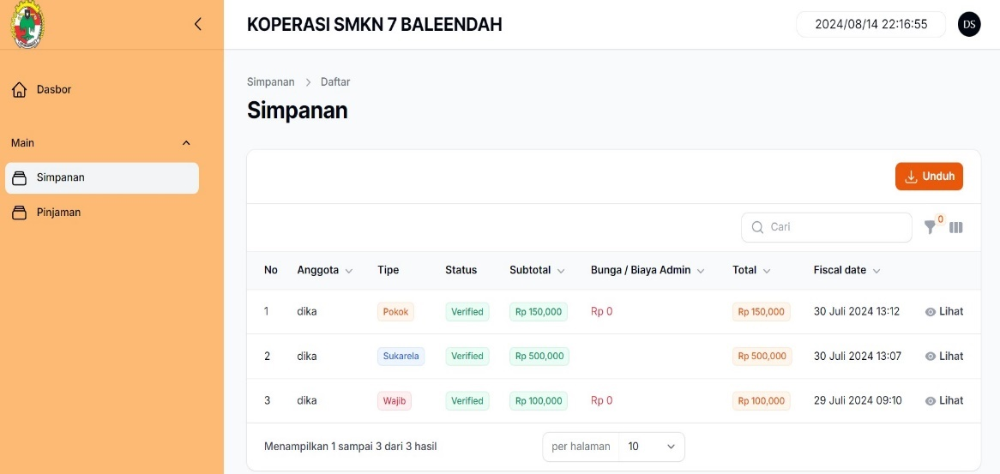 KOPERASI SMKN 7 BALEENDAH
2024/08/14 22:16:55
DS
Dasbor
Main
Simpanan
Pinjaman
Simpanan > Daftar
Simpanan
Unduh
Cari
0
No Anggota Tipe Status Subtotal Bunga / Biaya Admin Total Fiscal date
1 dika Pokok Verified Rp 150,000 Rp 0 Rp 150,000 30 Juli 2024 13:12 Lihat
2 dika Sukarela Verified Rp 500,000 Rp 500,000 30 Juli 2024 13:07 Lihat
3 dika Wajib Verified Rp 100,000 Rp 0 Rp 100,000 29 Juli 2024 09:10 Lihat
Menampilkan 1 sampai 3 dari 3 hasil
per halaman 10